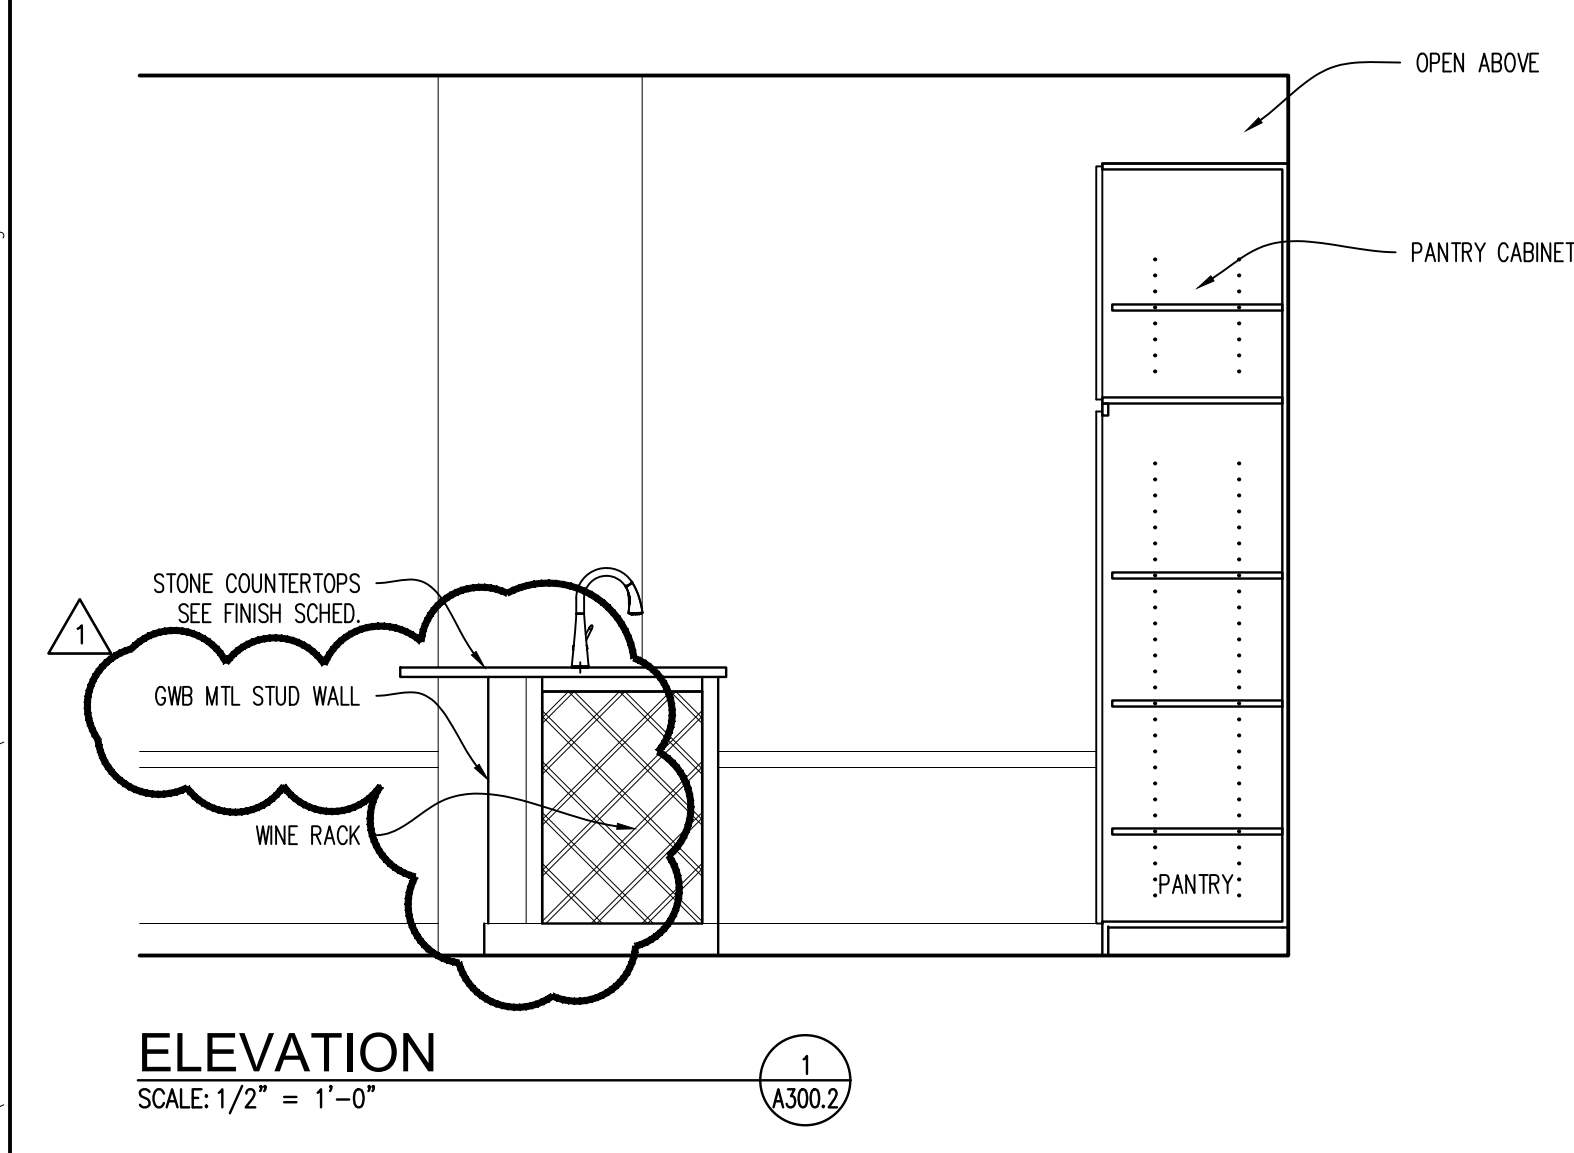 OPEN ABOVE
PANTRY CABINET
STONE COUNTERTOPS
SEE FINISH SCHED.
1
GWB MTL STUD WALL
WINE RACK
PANTRY
ELEVATION
SCALE: 1/2" = 1'-0"
1
A300.2